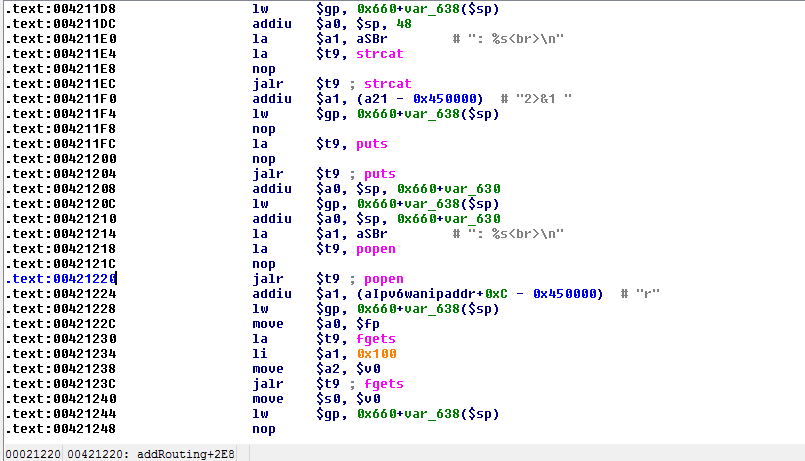 .text:004211D8 lw $gp, 0x660+var_638($sp)
.text:004211DC addiu $a0, $sp, 48
.text:004211E0 la $a1, aSBr # ": %s<br>\n"
.text:004211E4 la $t9, strcat
.text:004211E8 nop
.text:004211EC jalr $t9 ; strcat
.text:004211F0 addiu $a1, (a21 - 0x450000) # "2>&1 "
.text:004211F4 lw $gp, 0x660+var_638($sp)
.text:004211F8 nop
.text:004211FC la $t9, puts
.text:00421200 nop
.text:00421204 jalr $t9 ; puts
.text:00421208 addiu $a0, $sp, 0x660+var_630
.text:0042120C lw $gp, 0x660+var_638($sp)
.text:00421210 addiu $a0, $sp, 0x660+var_630
.text:00421214 la $a1, aSBr # ": %s<br>\n"
.text:00421218 la $t9, popen
.text:0042121C nop
.text:00421220 jalr $t9 ; popen
.text:00421224 addiu $a1, (aIpv6wanipaddr+0xC - 0x450000) # "r"
.text:00421228 lw $gp, 0x660+var_638($sp)
.text:0042122C move $a0, $fp
.text:00421230 la $t9, fgets
.text:00421234 li $a1, 0x100
.text:00421238 move $a2, $v0
.text:0042123C jalr $t9 ; fgets
.text:00421240 move $s0, $v0
.text:00421244 lw $gp, 0x660+var_638($sp)
.text:00421248 nop
00021220 00421220: addRouting+2E8